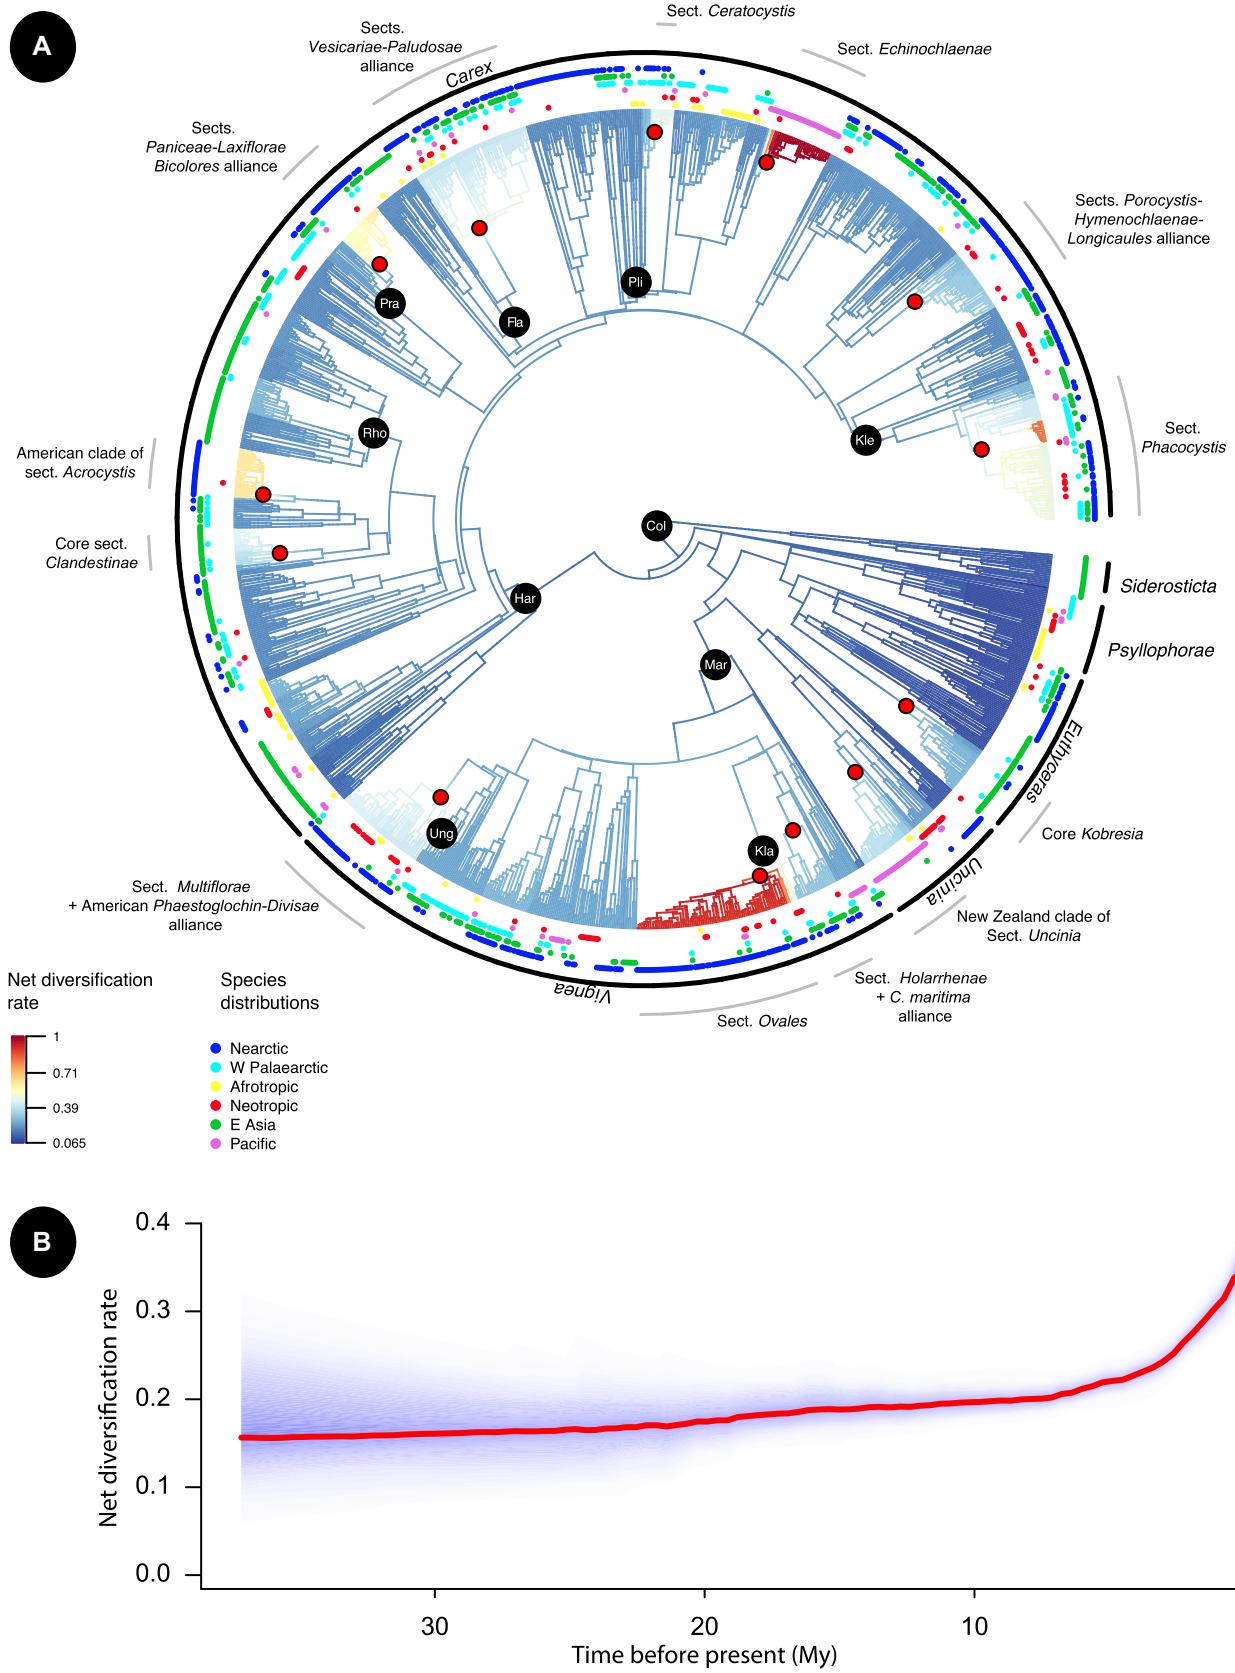 A
Sect. Ceratocystis
Sects.
Vesicariae-Paludosae
alliance
Sect. Echinochlaenae
Carex
Sects.
Paniceae-Laxiflorae
Bicolores alliance
Sects. Porocystis-
Hymenochlaenae-
Longicaules alliance
Pli
Pra
Fla
Rho
Kle
American clade of
sect. Acrocystis
Sect.
Phacocystis
Col
Core sect.
Clandestinae
Siderosticta
Har
Psyllophorae
Mar
Euthyceras
Ung
Kla
Core Kobresia
Uncinia
Sect. Multiflorae
+ American Phaestoglochin-Divisae
alliance
New Zealand clade of
Sect. Uncinia
Vignea
Sect. Holarrhenae
+ C. maritima
alliance
Sect. Ovales
Net diversification
rate
1
0.71
0.39
0.065
Species
distributions
Nearctic
W Palaearctic
Afrotropic
Neotropic
E Asia
Pacific
B
Net diversification rate
0.4
0.3
0.2
0.1
0.0
30
20
10
Time before present (My)